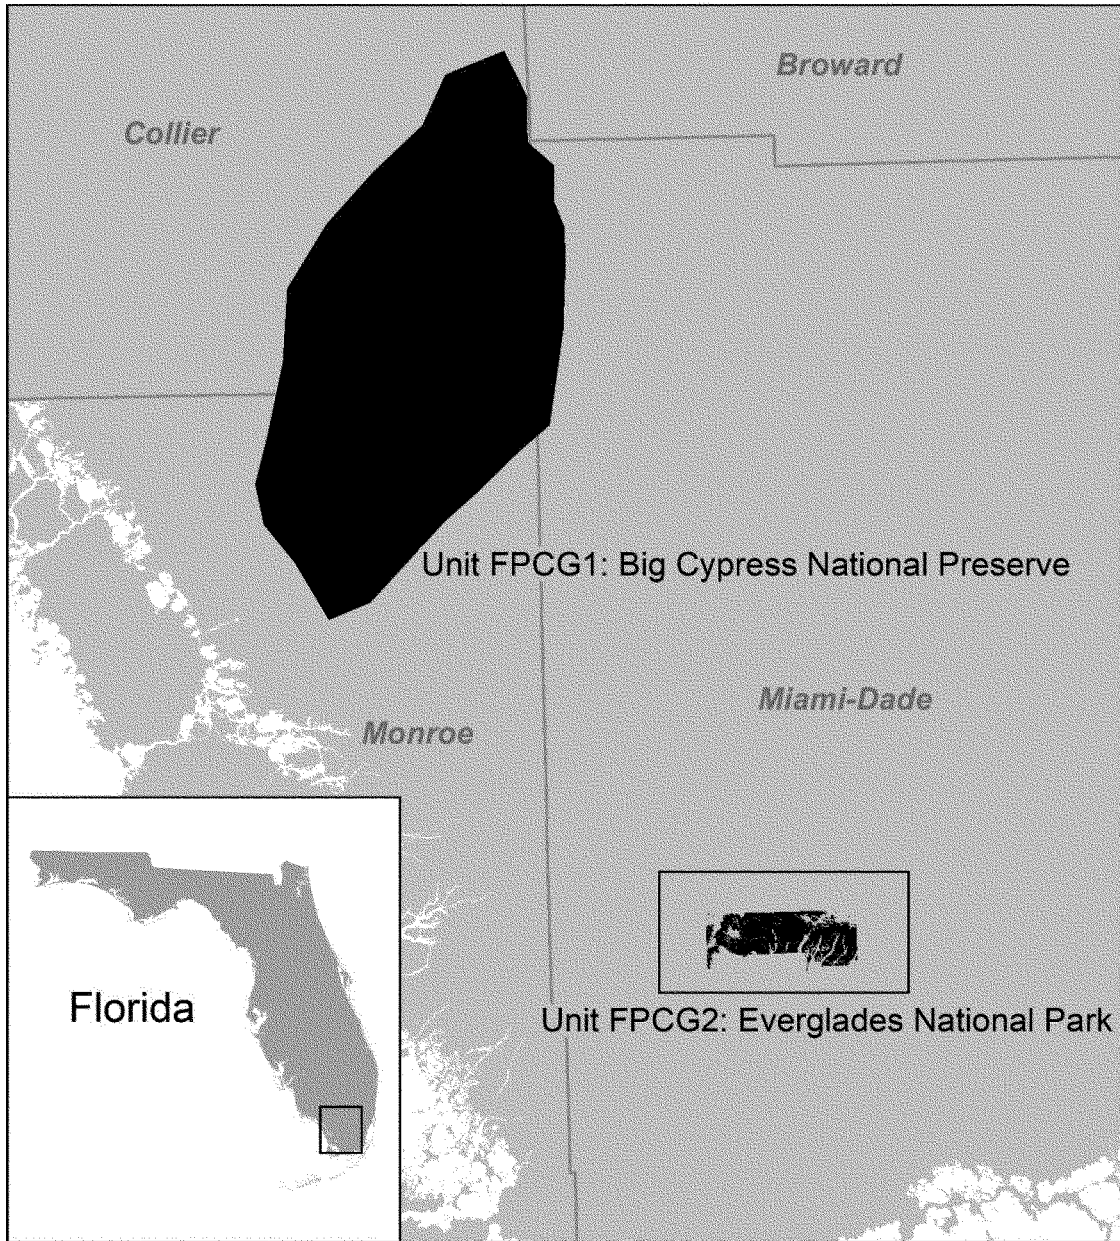 Broward
Collier
Unit FPCG1: Big Cypress National Preserve
Miami-Dade
Monroe
Florida
Unit FPCG2: Everglades National Park